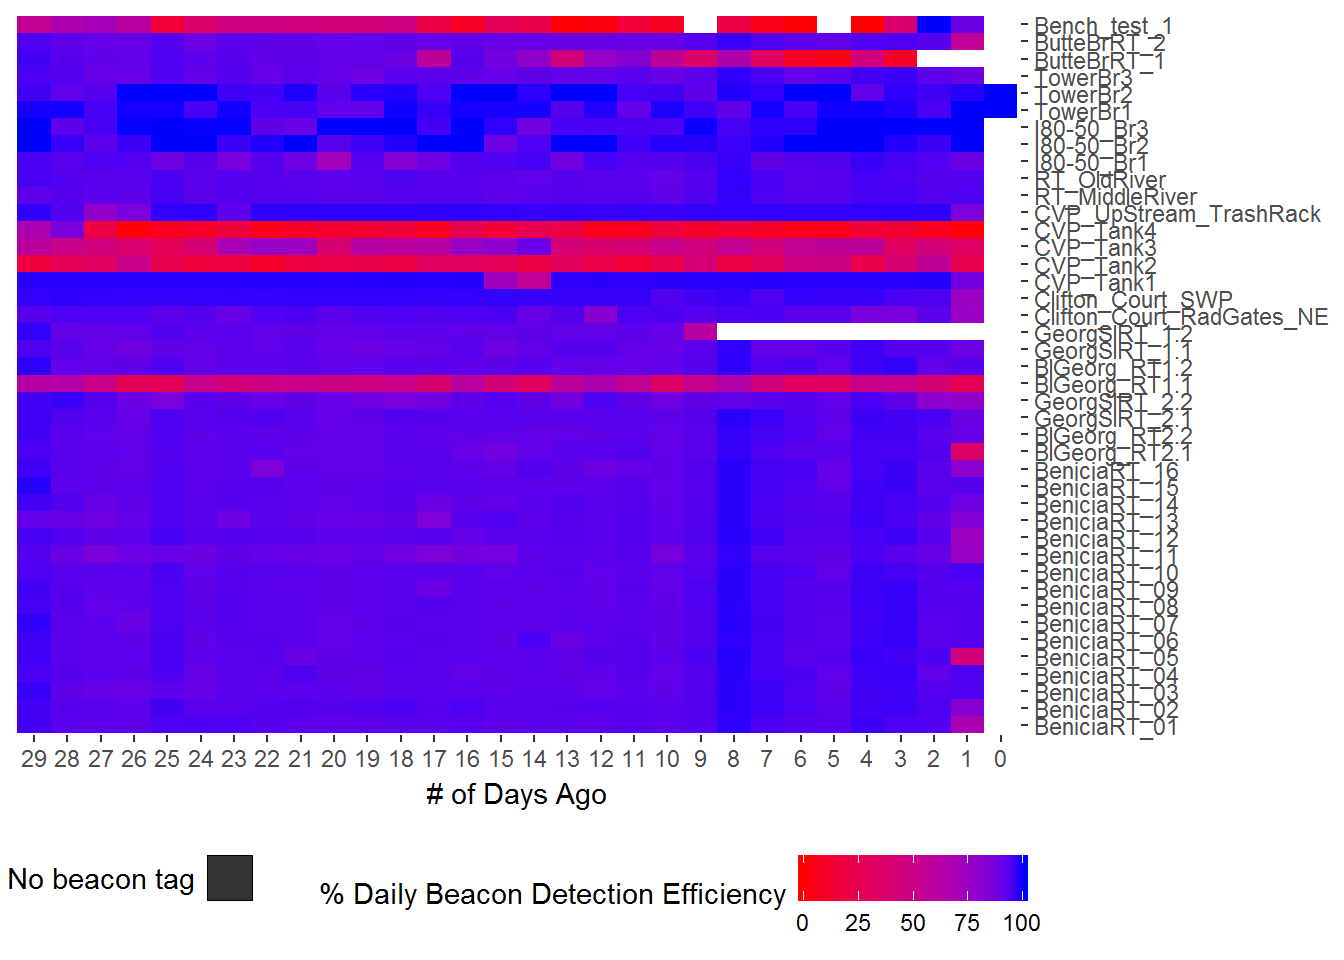 Bench_test_1
ButteBrRT_2
ButteBrRT_1
TowerBr3
TowerBr2
TowerBr1
I80-50_Br3
I80-50_Br2
I80-50_Br1
RT_OldRiver
RT_MiddleRiver
CVP_UpStream_TrashRack
CVP_Tank4
CVP_Tank3
CVP_Tank2
CVP_Tank1
Clifton_Court_SWP
Clifton_Court_RadGates_NE
GeorgSlRT_1.2
GeorgSlRT_1.1
BlGeorg_RT1.2
BlGeorg_RT1.1
GeorgSlRT_2.2
GeorgSlRT_2.1
BlGeorg_RT2.2
BlGeorg_RT2.1
BeniciaRT_16
BeniciaRT_15
BeniciaRT_14
BeniciaRT_13
BeniciaRT_12
BeniciaRT_11
BeniciaRT_10
BeniciaRT_09
BeniciaRT_08
BeniciaRT_07
BeniciaRT_06
BeniciaRT_05
BeniciaRT_04
BeniciaRT_03
BeniciaRT_02
BeniciaRT_01
29 28 27 26 25 24 23 22 21 20 19 18 17 16 15 14 13 12 11 10 9 8 7 6 5 4 3 2 1 0
# of Days Ago
No beacon tag
% Daily Beacon Detection Efficiency
0 25 50 75 100